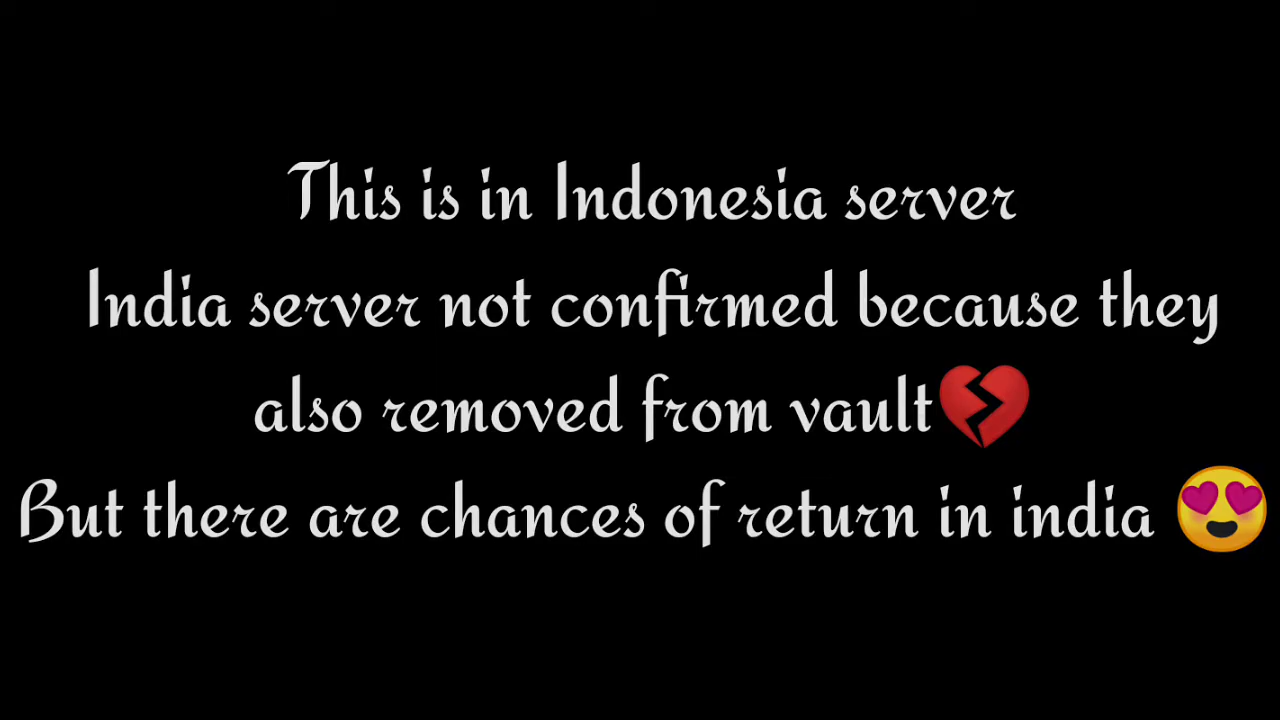 This is in Indonesia server
India server not confirmed because they
also removed from vault💔
But there are chances of return in india 😍